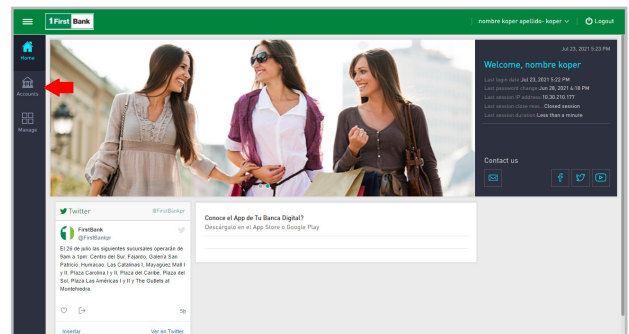 1 First Bank
nombre koper apellido- koper
Logout
Home
Accounts
Manage
Jul 23, 2021 5:23 PM
Welcome, nombre koper
Last login date: Jul 23, 2021 5:22 PM
Last password change: Jun 28, 2021 4:18 PM
Last session IP address: 10.30.210.177
Last session close mos...Closed session
Last session duration: Less than a minute
Contact us
Twitter @FirstBankpr
FirstBank
@FirstBankpr
El 26 de julio las siguientes sucursales operarán de
9am a 1pm: Centro del Sur, Fajardo, Galería San
Patricio, Humacao, Las Catalinas I, Mayagüez Mall I
y II, Plaza Carolina I y II, Plaza del Caribe, Plaza del
Sol, Plaza Las Américas I y II y The Outlets at
Montehiedra
5h
Insertar Ver en Twitter
Conoce el App de Tu Banca Digital?
Descárgalo en el App Store o Google Play